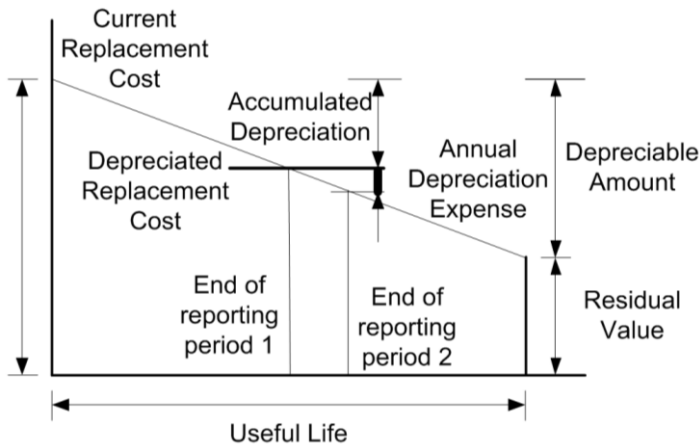 Current
Replacement
Cost
Accumulated
Depreciation
Depreciated
Replacement
Cost
Annual
Depreciation
Expense
Depreciable
Amount
End of
reporting
period 1
End of
reporting
period 2
Residual
Value
Useful Life